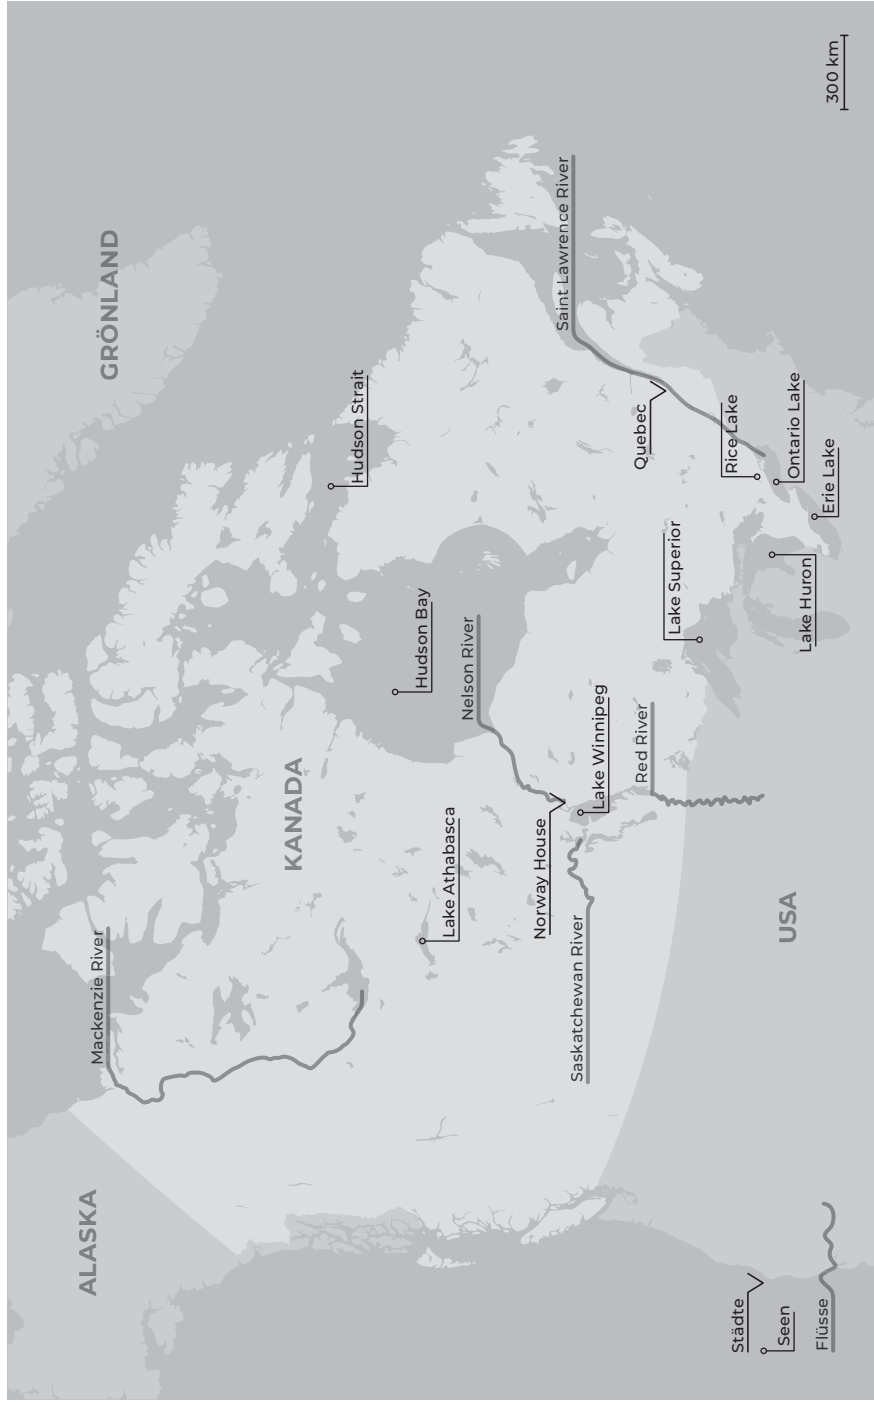 GRÖNLAND
ALASKA
KANADA
USA
Mackenzie River
Hudson Strait
Hudson Bay
Lake Athabasca
Nelson River
Norway House
Lake Winnipeg
Saskatchewan River
Red River
Saint Lawrence River
Quebec
Lake Superior
Rice Lake
Ontario Lake
Erie Lake
Lake Huron
Städte
Seen
Flüsse
300 km